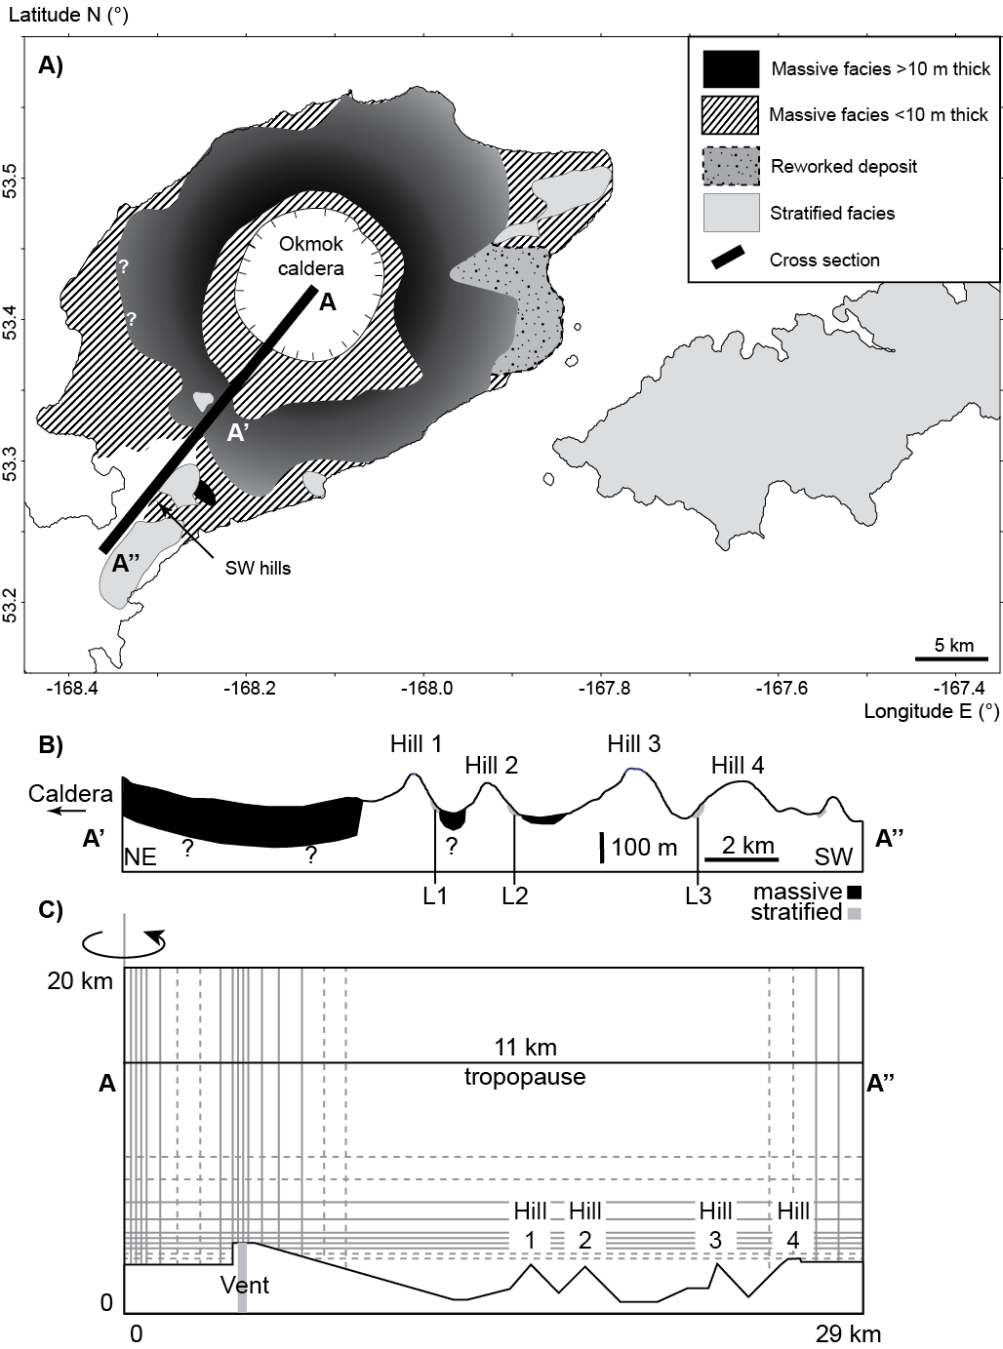 Latitude N (°)
A)
Massive facies >10 m thick
Massive facies <10 m thick
Reworked deposit
Stratified facies
Cross section
53.5
53.4
53.3
53.2
Okmok
caldera
A
?
?
A’
A’’
SW hills
5 km
-168.4
-168.2
-168.0
-167.8
-167.6
-167.4
Longitude E (°)
B)
Hill 1
Hill 2
Hill 3
Hill 4
Caldera
A’
NE
?
?
?
100 m
2 km
SW
A’’
L1
L2
L3
massive
stratified
C)
20 km
11 km
tropopause
A
A’’
Hill
1
Hill
2
Hill
3
Hill
4
Vent
0
0
29 km